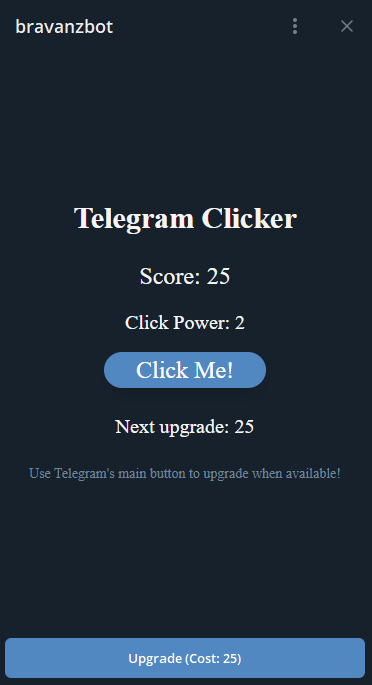 bravanzbot
Telegram Clicker
Score: 25
Click Power: 2
Click Me!
Next upgrade: 25
Use Telegram's main button to upgrade when available!
Upgrade (Cost: 25)